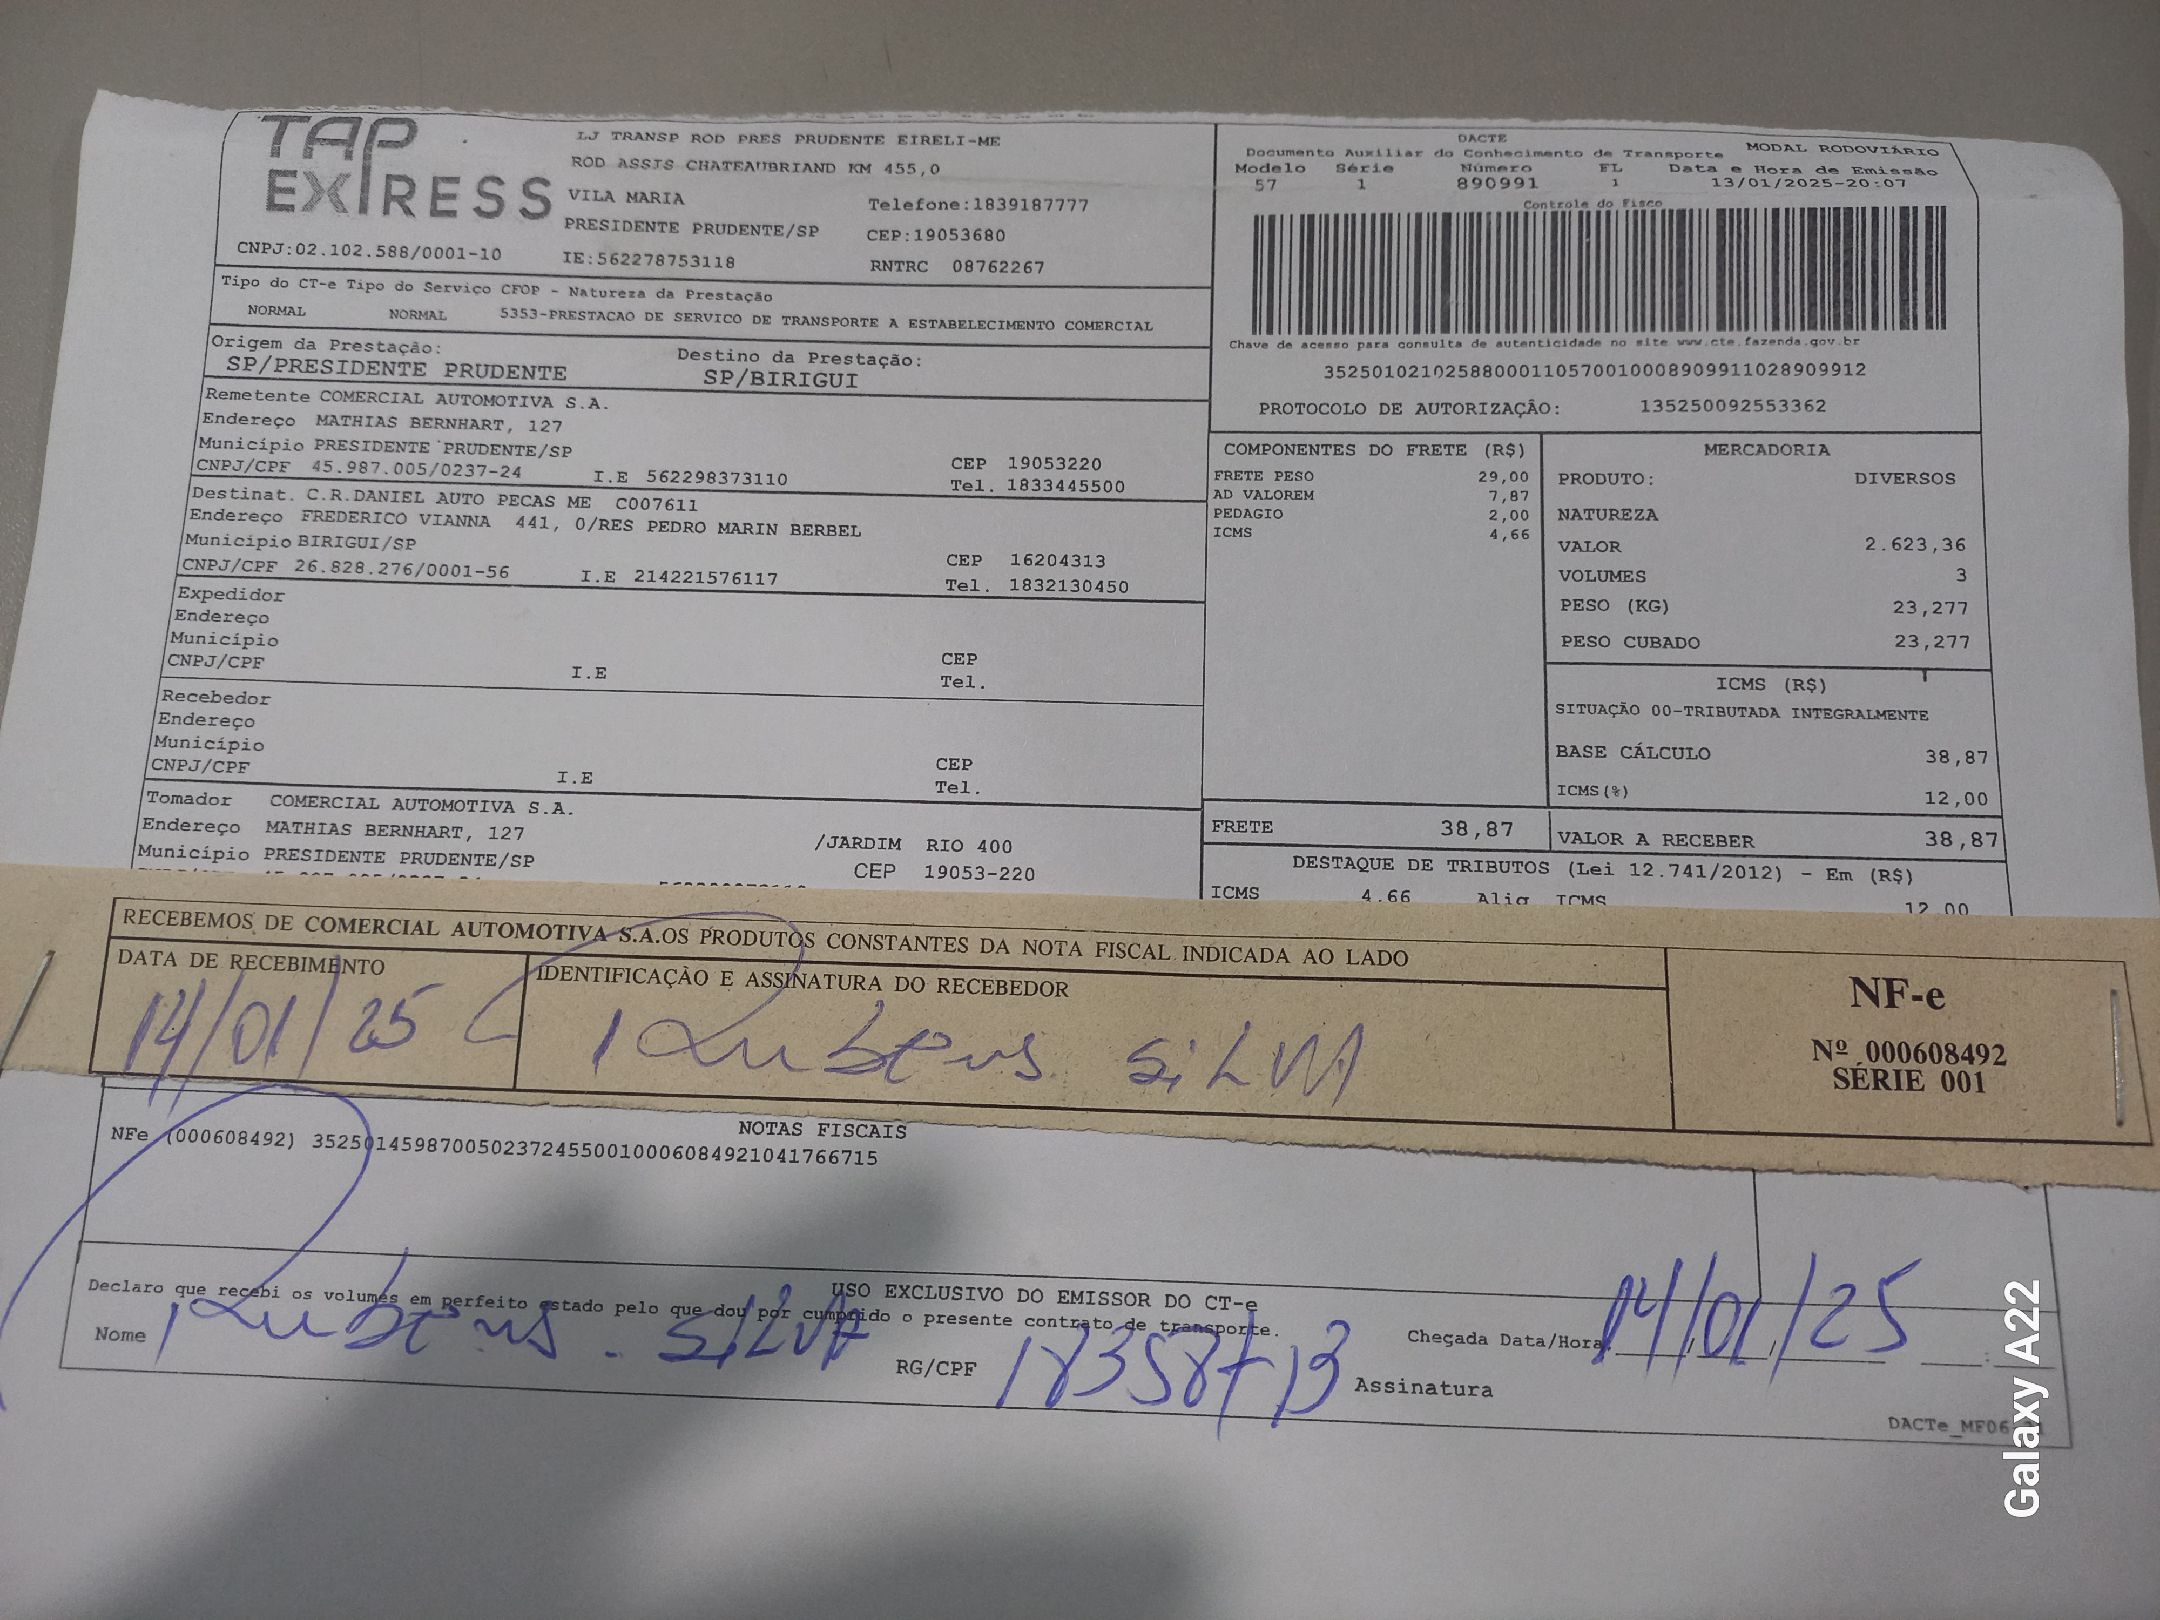 TAP EXPRESS
LJ TRANSP ROD PRES PRUDENTE EIRELI-ME
ROD ASSIS CHATEAUBRIAND KM 455,0
VILA MARIA Telefone:1839187777
PRESIDENTE PRUDENTE/SP CEP:19053680
CNPJ:02.102.588/0001-10 IE:562278753118 RNTRC 08762267
DACTE MODAL RODOVIÁRIO
Documento Auxiliar do Conhecimento de Transporte
Modelo Série Número FL Data e Hora de Emissão
57 1 890991 1 13/01/2025-20:07
Controle do Fisco
Chave de acesso para consulta de autenticidade no site www.cte.fazenda.gov.br
35250102102588000110570010008909911028909912
PROTOCOLO DE AUTORIZAÇÃO: 135250092553362
Tipo do CT-e Tipo do Serviço CFOP - Natureza da Prestação
NORMAL NORMAL 5353-PRESTACAO DE SERVICO DE TRANSPORTE A ESTABELECIMENTO COMERCIAL
Origem da Prestação: Destino da Prestação:
SP/PRESIDENTE PRUDENTE SP/BIRIGUI
Remetente COMERCIAL AUTOMOTIVA S.A.
Endereço MATHIAS BERNHART, 127
Município PRESIDENTE PRUDENTE/SP CEP 19053220
CNPJ/CPF 45.987.005/0237-24 I.E 562298373110 Tel. 1833445500
Destinat. C.R.DANIEL AUTO PECAS ME C007611
Endereço FREDERICO VIANNA 441, 0/RES PEDRO MARIN BERBEL
Município BIRIGUI/SP CEP 16204313
CNPJ/CPF 26.828.276/0001-56 I.E 214221576117 Tel. 1832130450
Expedidor
Endereço
Município CEP
CNPJ/CPF I.E Tel.
Recebedor
Endereço
Município CEP
CNPJ/CPF I.E Tel.
Tomador COMERCIAL AUTOMOTIVA S.A.
Endereço MATHIAS BERNHART, 127 /JARDIM RIO 400
Município PRESIDENTE PRUDENTE/SP CEP 19053-220
COMPONENTES DO FRETE (R$)
FRETE PESO 29,00
AD VALOREM 7,87
PEDAGIO 2,00
ICMS 4,66
MERCADORIA
PRODUTO: DIVERSOS
NATUREZA
VALOR 2.623,36
VOLUMES 3
PESO (KG) 23,277
PESO CUBADO 23,277
ICMS (R$)
SITUAÇÃO 00-TRIBUTADA INTEGRALMENTE
BASE CÁLCULO 38,87
ICMS(%) 12,00
FRETE 38,87 VALOR A RECEBER 38,87
DESTAQUE DE TRIBUTOS (Lei 12.741/2012) - Em (R$)
ICMS 4.66 Aliq ICMS 12,00
RECEBEMOS DE COMERCIAL AUTOMOTIVA S.A.OS PRODUTOS CONSTANTES DA NOTA FISCAL INDICADA AO LADO
DATA DE RECEBIMENTO IDENTIFICAÇÃO E ASSINATURA DO RECEBEDOR
14/01/25 Rubens SILVA
NF-e
Nº 000608492
SÉRIE 001
NOTAS FISCAIS
NFe (000608492) 35250145987005023724550010006084921041766715
USO EXCLUSIVO DO EMISSOR DO CT-e
Declaro que recebi os volumes em perfeito estado pelo que dou por cumprido o presente contrato de transporte.
Nome Rubens SILVA RG/CPF Chegada Data/Hora 14/01/25
Assinatura
Galaxy A22